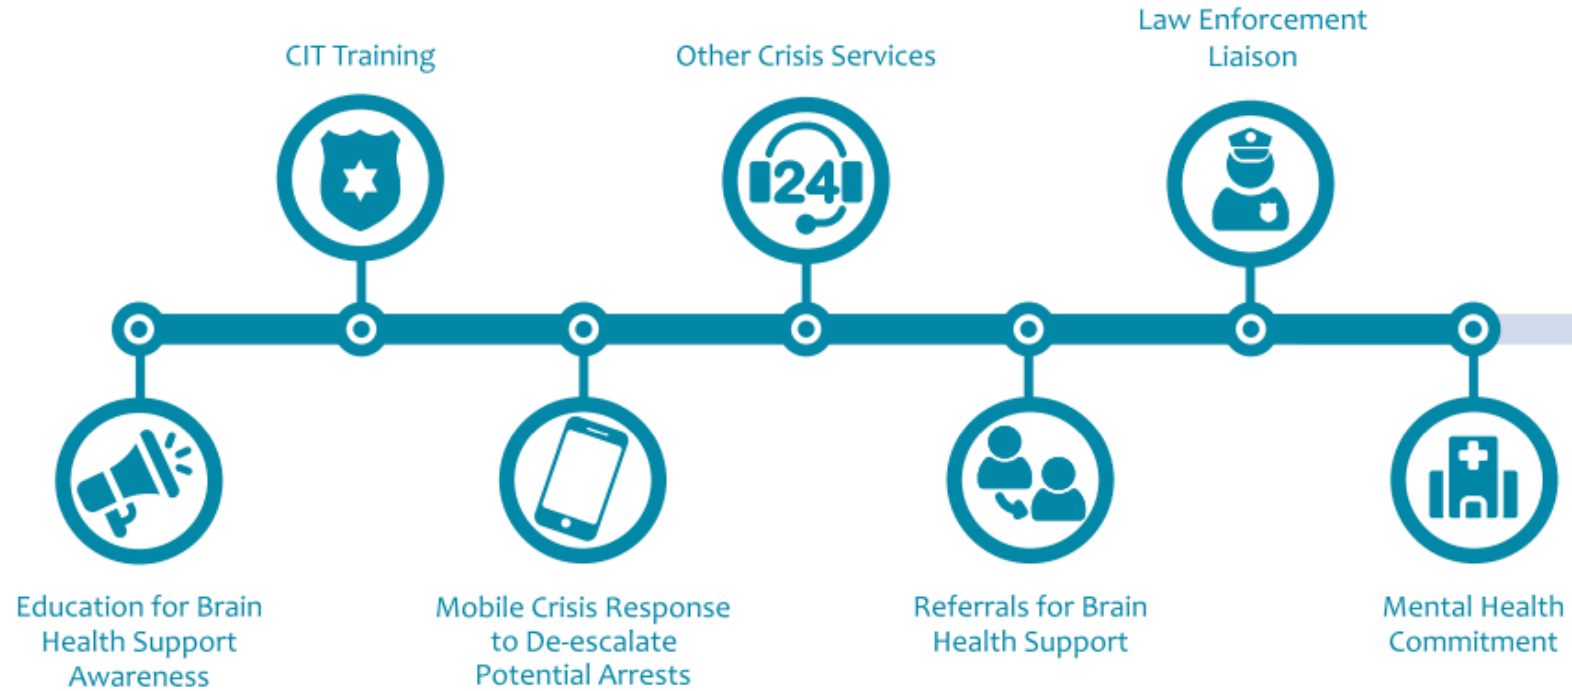 CIT Training
Other Crisis Services
Law Enforcement
Liaison
24
Education for Brain
Health Support
Awareness
Mobile Crisis Response
to De-escalate
Potential Arrests
Referrals for Brain
Health Support
Mental Health
Commitment